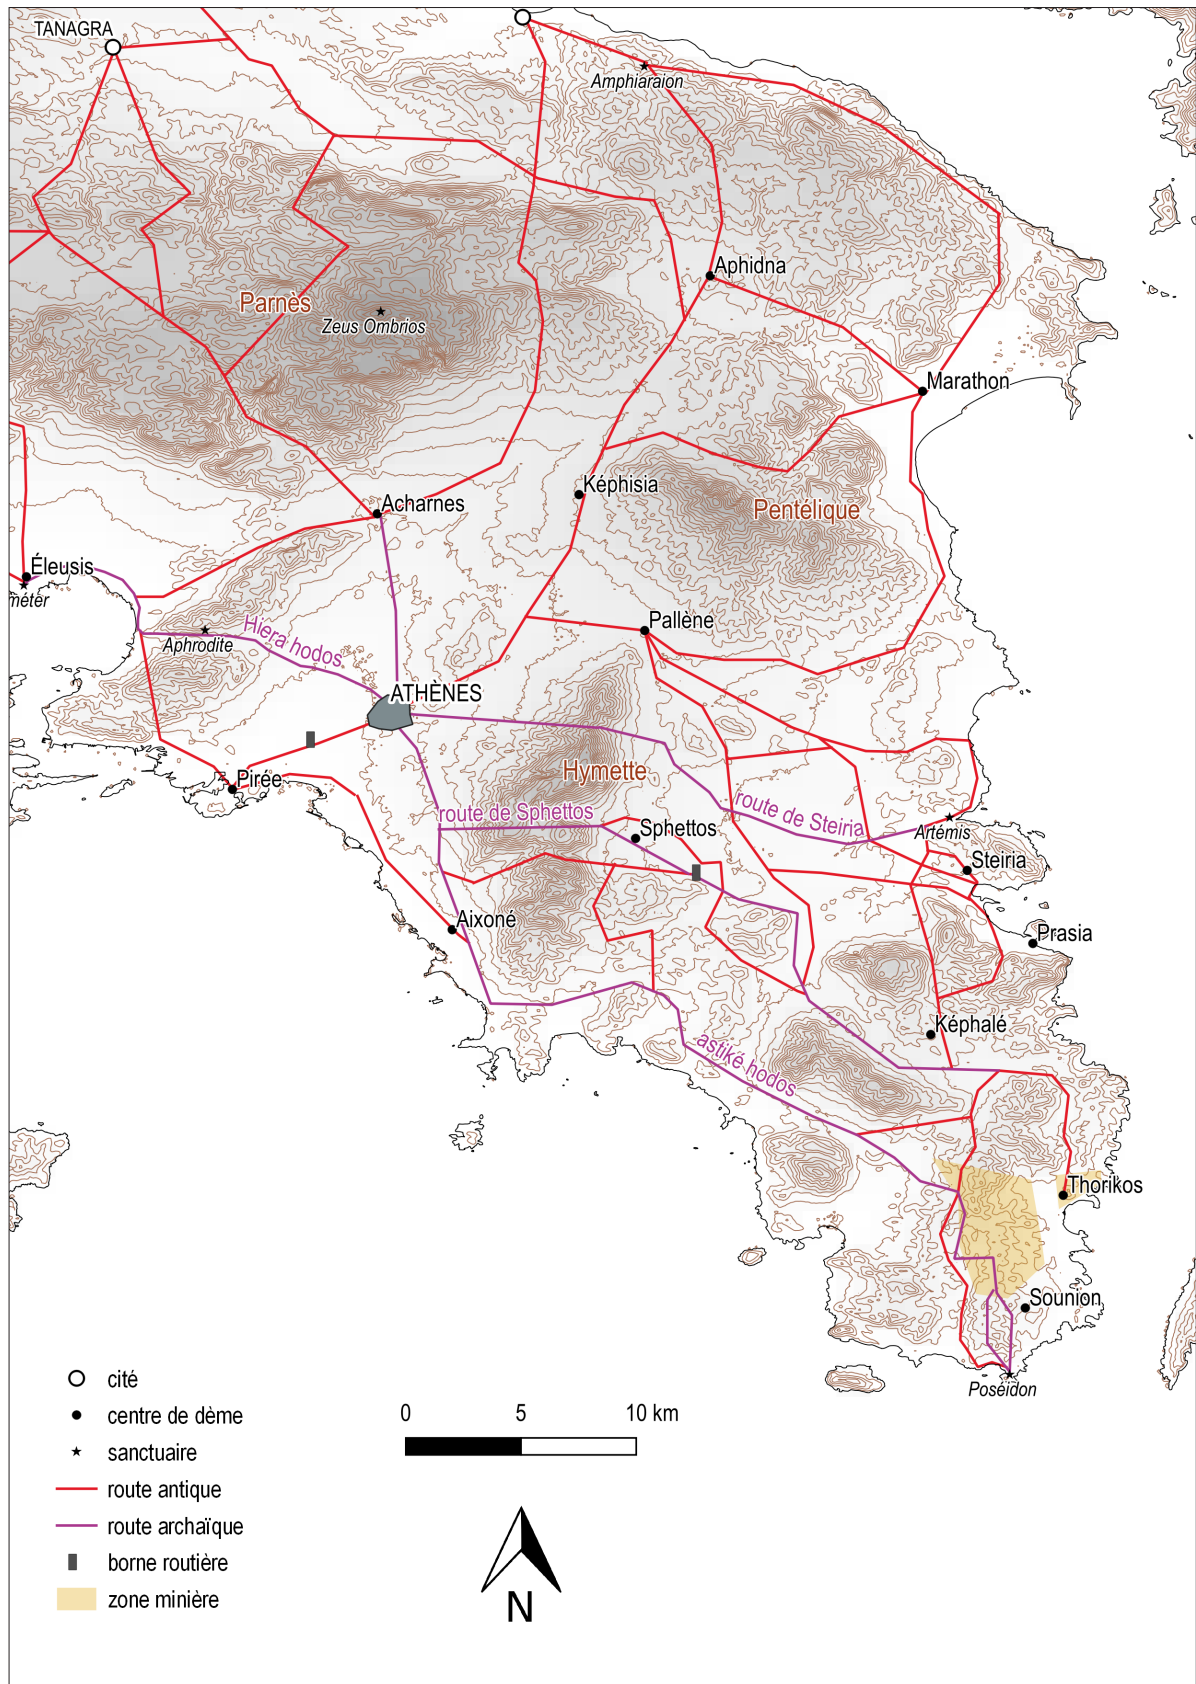 TANAGRA
Amphiaraion
Aphidna
Parnès
Zeus Ombrios
Marathon
Képhisia
Pentélique
Acharnes
Éleusis
méter
Pallène
Hiera hodos
Aphrodite
ATHÈNES
Hymette
Pirée
route de Sphettos
Sphettos
route de Steiria
Artémis
Steiria
Aixoné
Prasia
Képhalé
astiké hodos
Thorikos
Sounion
Poséidon
cité
centre de dème
sanctuaire
route antique
route archaïque
borne routière
zone minière
0 5 10 km
N